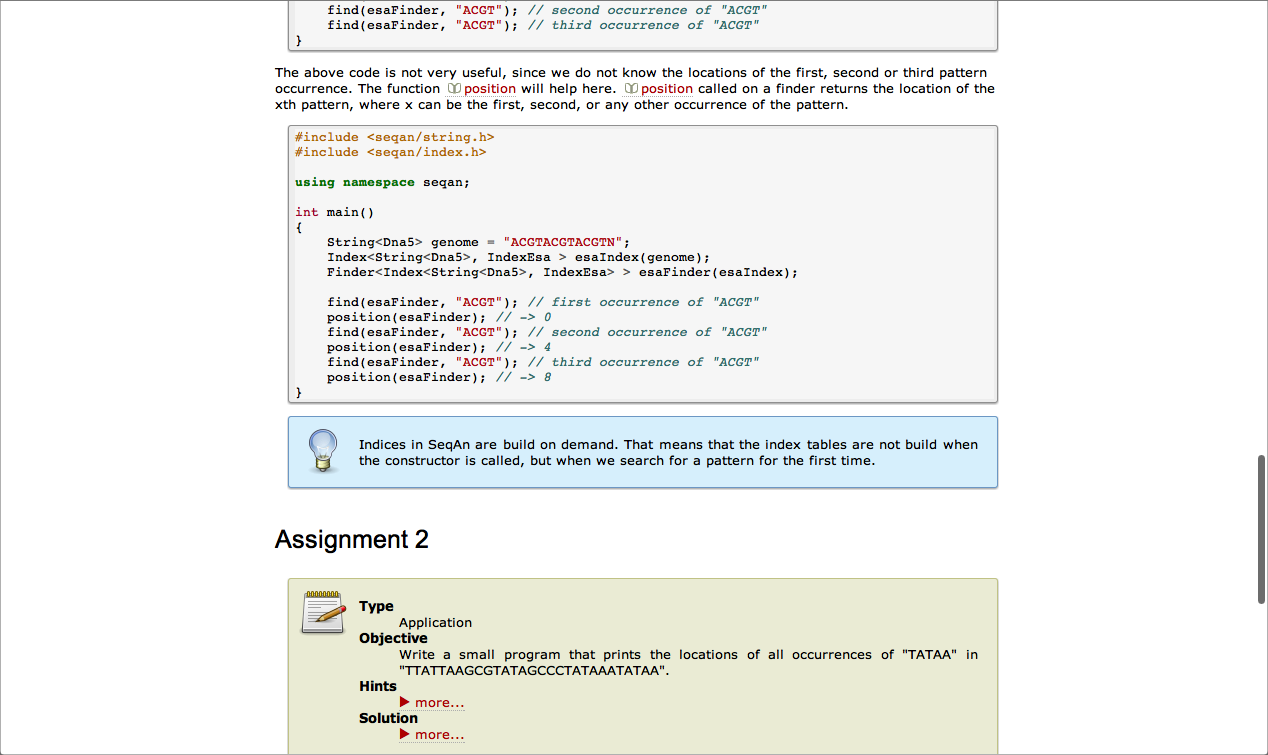 find(esaFinder, "ACGT"); // second occurrence of "ACGT"
find(esaFinder, "ACGT"); // third occurrence of "ACGT"
}
The above code is not very useful, since we do not know the locations of the first, second or third pattern
occurrence. The function position will help here. position called on a finder returns the location of the
xth pattern, where x can be the first, second, or any other occurrence of the pattern.
#include <seqan/string.h>
#include <seqan/index.h>
using namespace seqan;
int main()
{
String<Dna5> genome = "ACGTACGTACGTN";
Index<String<Dna5>, IndexEsa > esaIndex(genome);
Finder<Index<String<Dna5>, IndexEsa> > esaFinder(esaIndex);
find(esaFinder, "ACGT"); // first occurrence of "ACGT"
position(esaFinder); // -> 0
find(esaFinder, "ACGT"); // second occurrence of "ACGT"
position(esaFinder); // -> 4
find(esaFinder, "ACGT"); // third occurrence of "ACGT"
position(esaFinder); // -> 8
}
Indices in SeqAn are build on demand. That means that the index tables are not build when
the constructor is called, but when we search for a pattern for the first time.
Assignment 2
Type
Application
Objective
Write a small program that prints the locations of all occurrences of "TATAA" in
"TTATTAAGCGTATAGCCCTATAAATATAA".
Hints
more...
Solution
more...